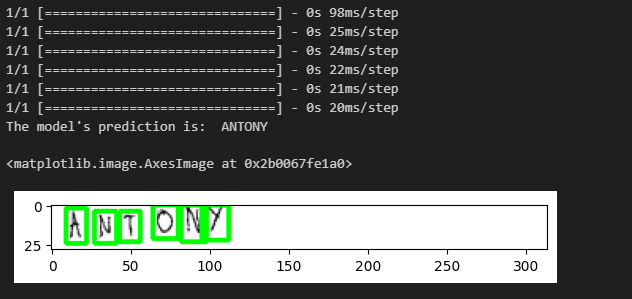 1/1 [==============================] - 0s 98ms/step
1/1 [==============================] - 0s 25ms/step
1/1 [==============================] - 0s 24ms/step
1/1 [==============================] - 0s 22ms/step
1/1 [==============================] - 0s 21ms/step
1/1 [==============================] - 0s 20ms/step
The model's prediction is:  ANTONY
<matplotlib.image.AxesImage at 0x2b0067fe1a0>
0
ANTONY
25
0 50 100 150 200 250 300